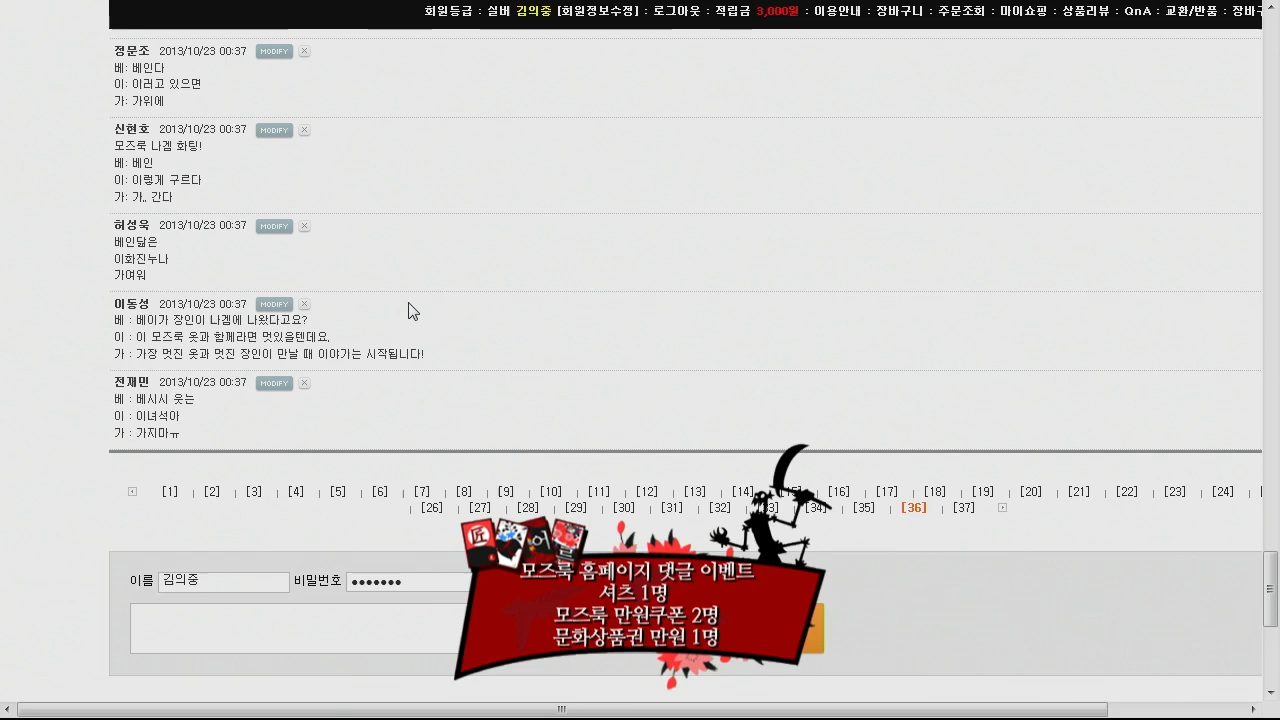 회원등급 : 실버 김의중 [회원정보수정] : 로그아웃 : 적립금 3,000원 : 이용안내 : 장바구니 : 주문조회 : 마이쇼핑 : 상품리뷰 : QnA : 교환/반품 : 장바구
정문조 2013/10/23 00:37 MODIFY
베: 베인다
이: 이러고 있으면
가: 가위에
신현호 2013/10/23 00:37 MODIFY
모즈룩 나겜 화팅!
베: 베인
이: 이렇게 구르다
가: 가,, 간다
허성욱 2013/10/23 00:37 MODIFY
베인닮은
이화진누나
가여워
이동성 2013/10/23 00:37 MODIFY
베 : 베이가 장인이 나겜에 나왔다고요?
이 : 이 모즈룩 옷과 함께라면 멋있을텐데요,
가 : 가장 멋진 옷과 멋진 장인이 만날 때 이야기는 시작됩니다!
전재민 2013/10/23 00:37 MODIFY
베 : 베시시 웃는
이 : 이녀석아
가 : 가지마ㅠ
[1] | [2] | [3] | [4] | [5] | [6] | [7] | [8] | [9] | [10] | [11] | [12] | [13] | [14] [15] | [16] | [17] | [18] | [19] | [20] | [21] | [22] | [23] | [24] |
| [26] | [27] | [28] | [29] | [30] | [31] | [32] | [33] [34] | [35] | [36] | [37]
匠 어 를
이름 김의중 비밀번호 ●●●●●●●
모즈룩 홈페이지 댓글 이벤트
셔츠 1명
모즈룩 만원쿠폰 2명
문화상품권 만원 1명